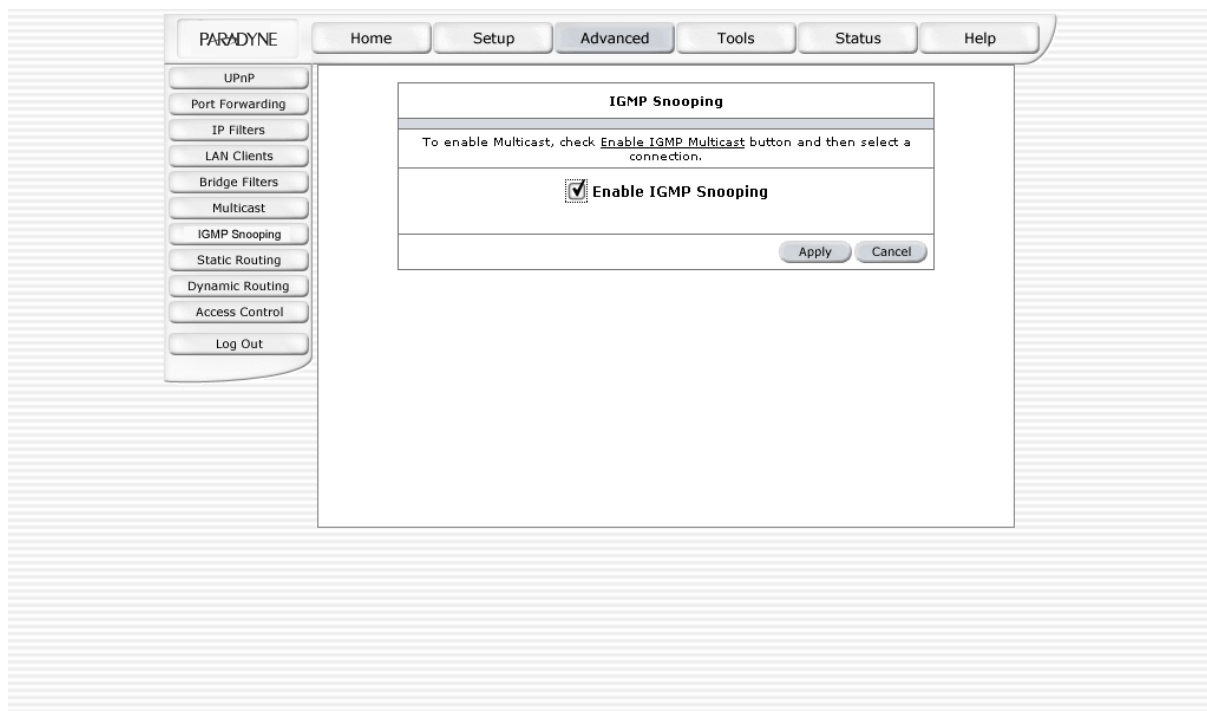 PARADYNE
Home
Setup
Advanced
Tools
Status
Help
UPnP
Port Forwarding
IP Filters
LAN Clients
Bridge Filters
Multicast
IGMP Snooping
Static Routing
Dynamic Routing
Access Control
Log Out
IGMP Snooping
To enable Multicast, check Enable IGMP Multicast button and then select a
connection.
Enable IGMP Snooping
Apply
Cancel